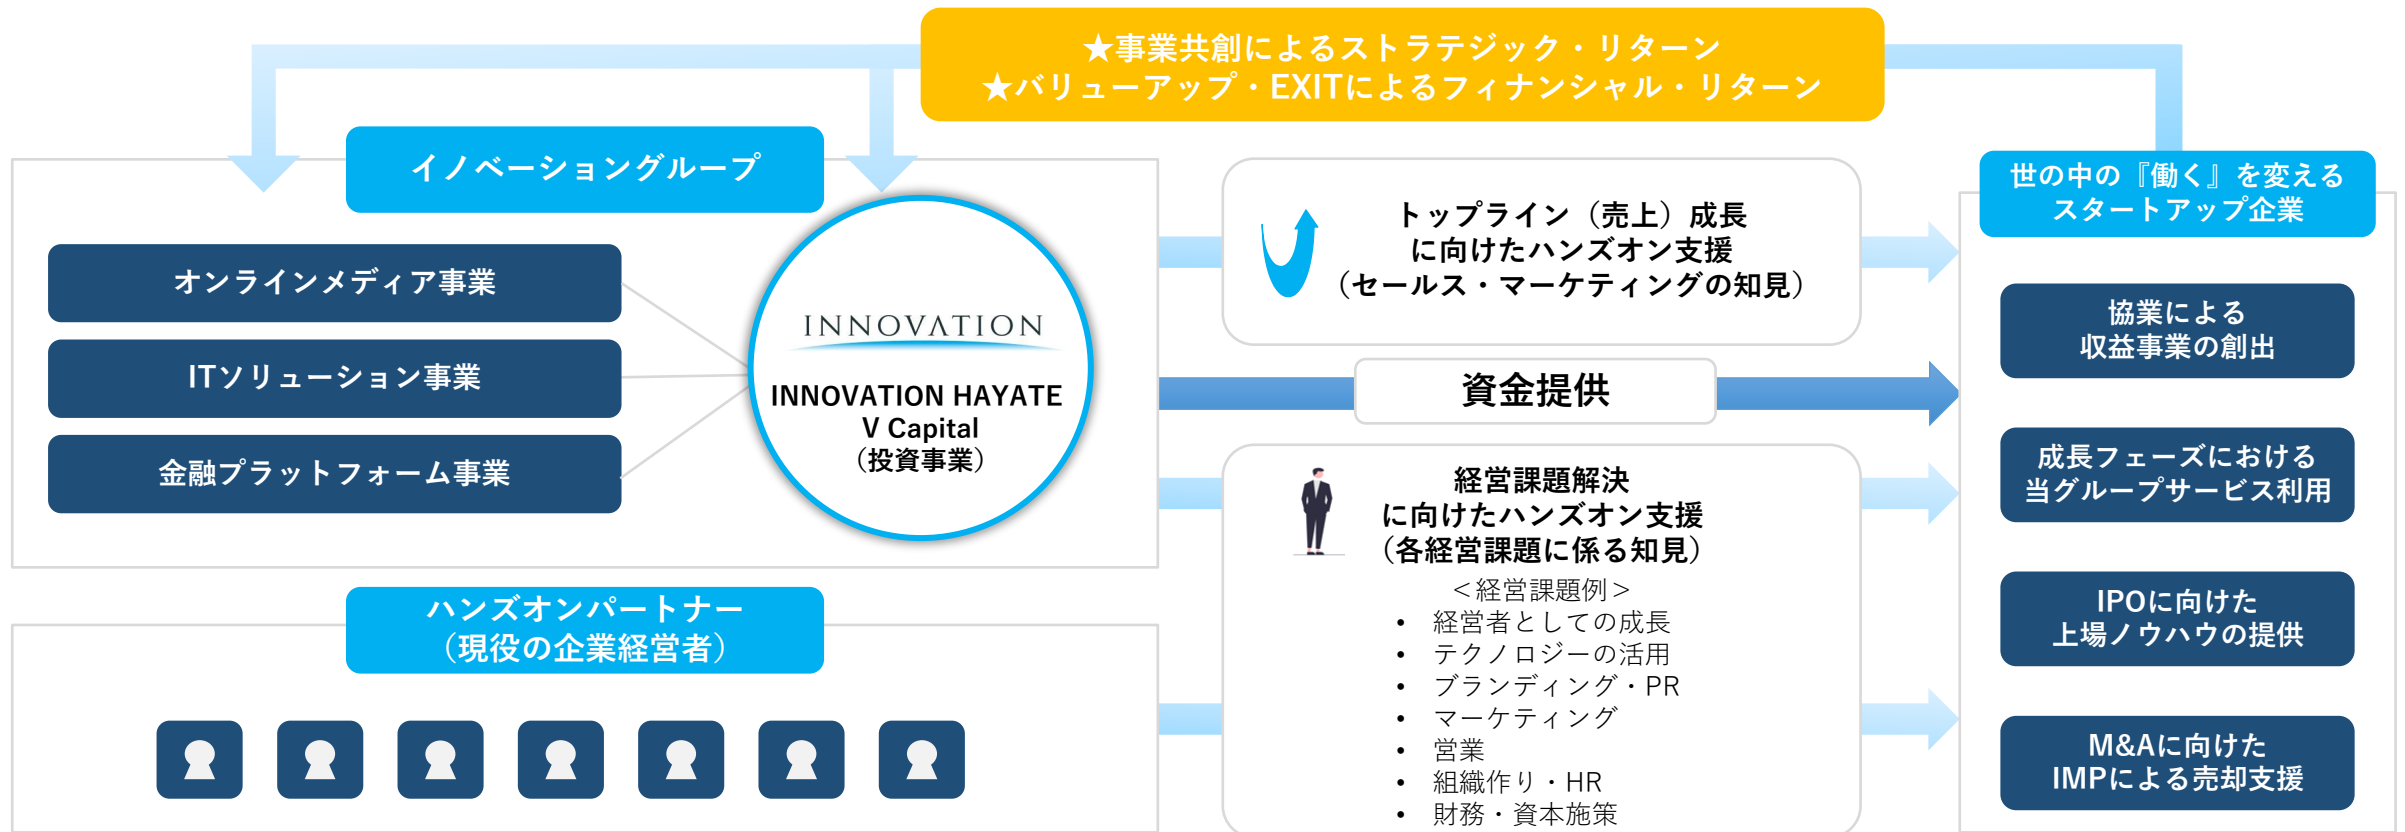 ★事業共創によるストラテジック・リターン
★バリューアップ・EXITによるフィナンシャル・リターン
イノベーショングループ
オンラインメディア事業
ITソリューション事業
金融プラットフォーム事業
INNOVATION
INNOVATION HAYATE
V Capital
（投資事業）
ハンズオンパートナー
（現役の企業経営者）
トップライン（売上）成長
に向けたハンズオン支援
（セールス・マーケティングの知見）
資金提供
経営課題解決
に向けたハンズオン支援
（各経営課題に係る知見）
＜経営課題例＞
• 経営者としての成長
• テクノロジーの活用
• ブランディング・PR
• マーケティング
• 営業
• 組織作り・HR
• 財務・資本施策
世の中の『働く』を変える
スタートアップ企業
協業による
収益事業の創出
成長フェーズにおける
当グループサービス利用
IPOに向けた
上場ノウハウの提供
M&Aに向けた
IMPによる売却支援